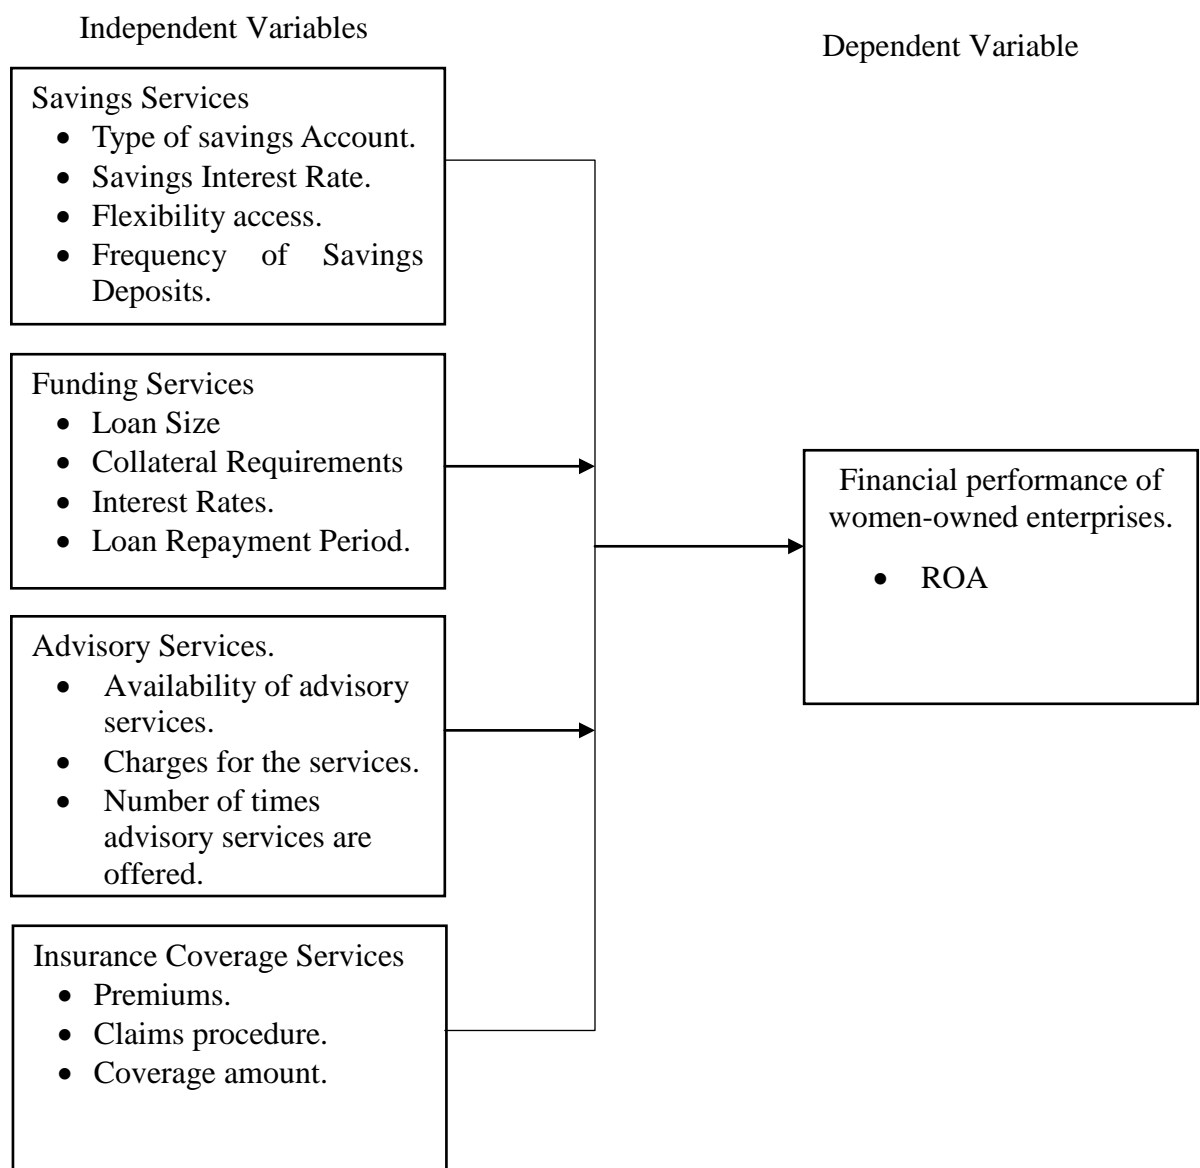 Independent Variables
Dependent Variable
Savings Services
• Type of savings Account.
• Savings Interest Rate.
• Flexibility access.
• Frequency of Savings
Deposits.
Funding Services
• Loan Size
• Collateral Requirements
• Interest Rates.
• Loan Repayment Period.
Advisory Services.
• Availability of advisory
services.
• Charges for the services.
• Number of times
advisory services are
offered.
Insurance Coverage Services
• Premiums.
• Claims procedure.
• Coverage amount.
Financial performance of
women-owned enterprises.
• ROA